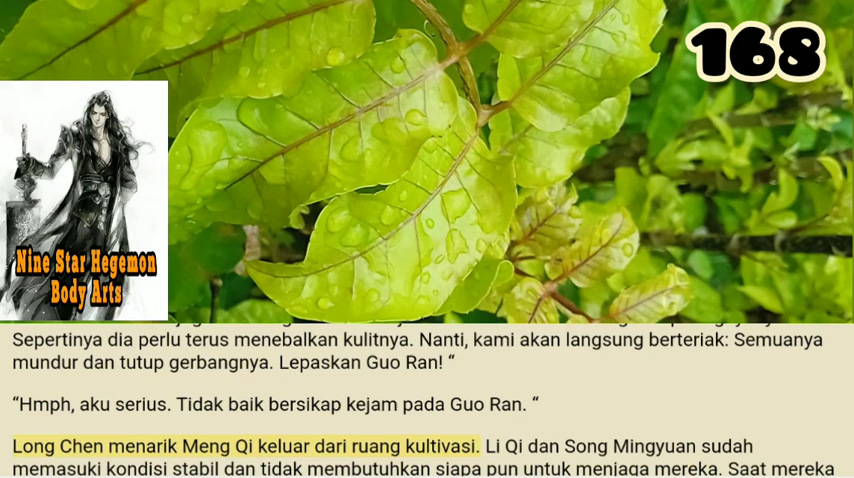 168
Nine Star Hegemon
Body Arts
Sepertinya dia perlu terus menebalkan kulitnya. Nanti, kami akan langsung berteriak: Semuanya
mundur dan tutup gerbangnya. Lepaskan Guo Ran! “
“Hmph, aku serius. Tidak baik bersikap kejam pada Guo Ran. “
Long Chen menarik Meng Qi keluar dari ruang kultivasi. Li Qi dan Song Mingyuan sudah
memasuki kondisi stabil dan tidak membutuhkan siapa pun untuk menjaga mereka. Saat mereka